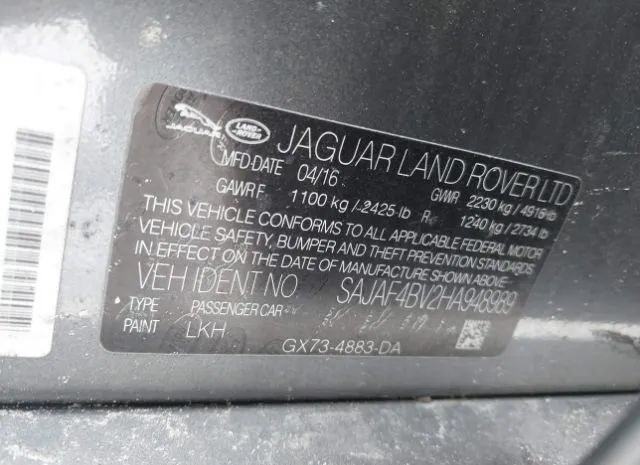 JAGUAR
LAND-
ROVER
JAGUAR LAND ROVER LTD
MFD-DATE 04/16
GAWR F 1100 kg / 2425 lb R 1240 kg / 2734 lb
GVWR 2230 kg / 4916 lb
THIS VEHICLE CONFORMS TO ALL APPLICABLE FEDERAL MOTOR
VEHICLE SAFETY, BUMPER AND THEFT PREVENTION STANDARDS
IN EFFECT ON THE DATE OF MANUFACTURE SHOWN ABOVE.
VEH IDENT NO SAJAF4BV2HA948989
TYPE PASSENGER CAR
PAINT LKH
GX73-4883-DA